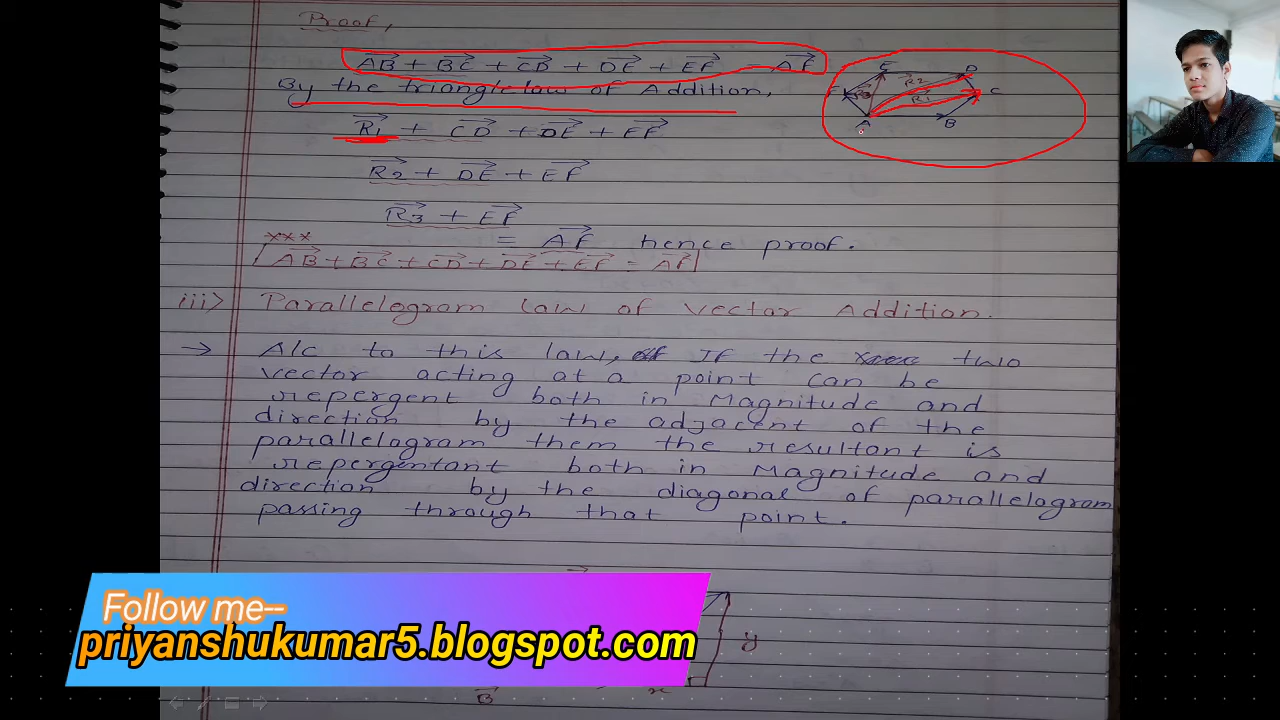 Proof,
AB + BC + CD + DE + EF = AF
By the triangle law of Addition,
R1 + CD + DE + EF
R2 + DE + EF
R3 + EF
= AF hence proof.
×××
AB + BC + CD + DE + EF = AF
E D
F R3 R2 R1 C
A B
iii> Parallelogram law of vector Addition.
→ A/c to this law, If the two
vector acting at a point can be
repergent both in Magnitude and
direction by the adjacent of the
parallelogram them the resultant is
repergentant both in Magnitude and
direction by the diagonal of parallelogram
passing through that point.
Follow me--
priyanshukumar5.blogspot.com
y
x
B